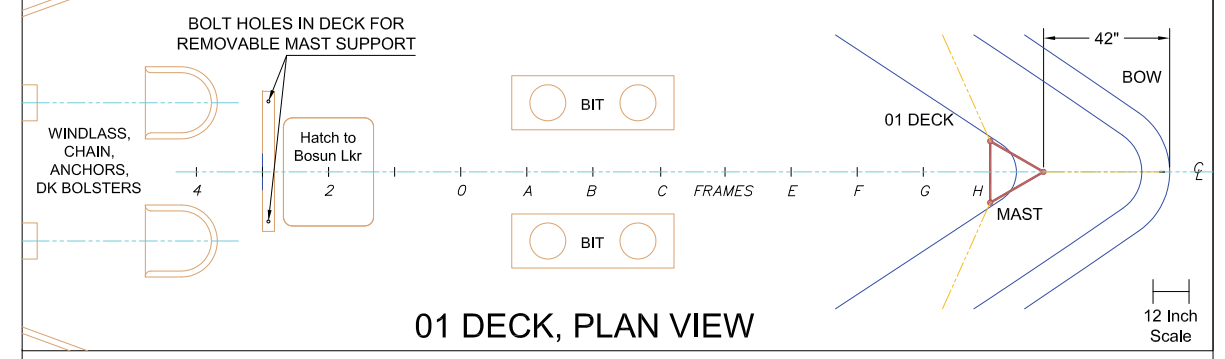 BOLT HOLES IN DECK FOR
REMOVABLE MAST SUPPORT
42"
BOW
BIT
01 DECK
WINDLASS,
CHAIN,
ANCHORS,
DK BOLSTERS
Hatch to
Bosun Lkr
4 2 0 A B C FRAMES E F G H
CL
MAST
BIT
12 Inch
Scale
01 DECK, PLAN VIEW